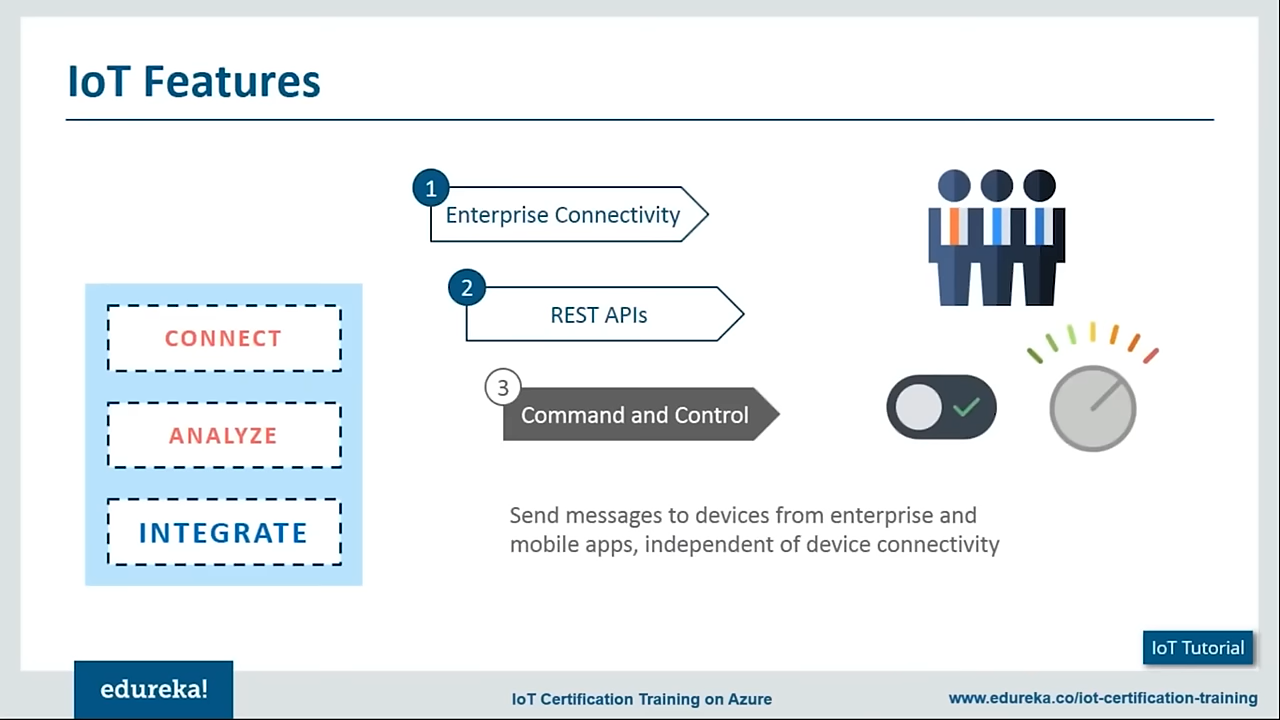 IoT Features
CONNECT
ANALYZE
INTEGRATE
1
Enterprise Connectivity
2
REST APIs
3
Command and Control
Send messages to devices from enterprise and
mobile apps, independent of device connectivity
IoT Tutorial
edureka!
IoT Certification Training on Azure
www.edureka.co/iot-certification-training